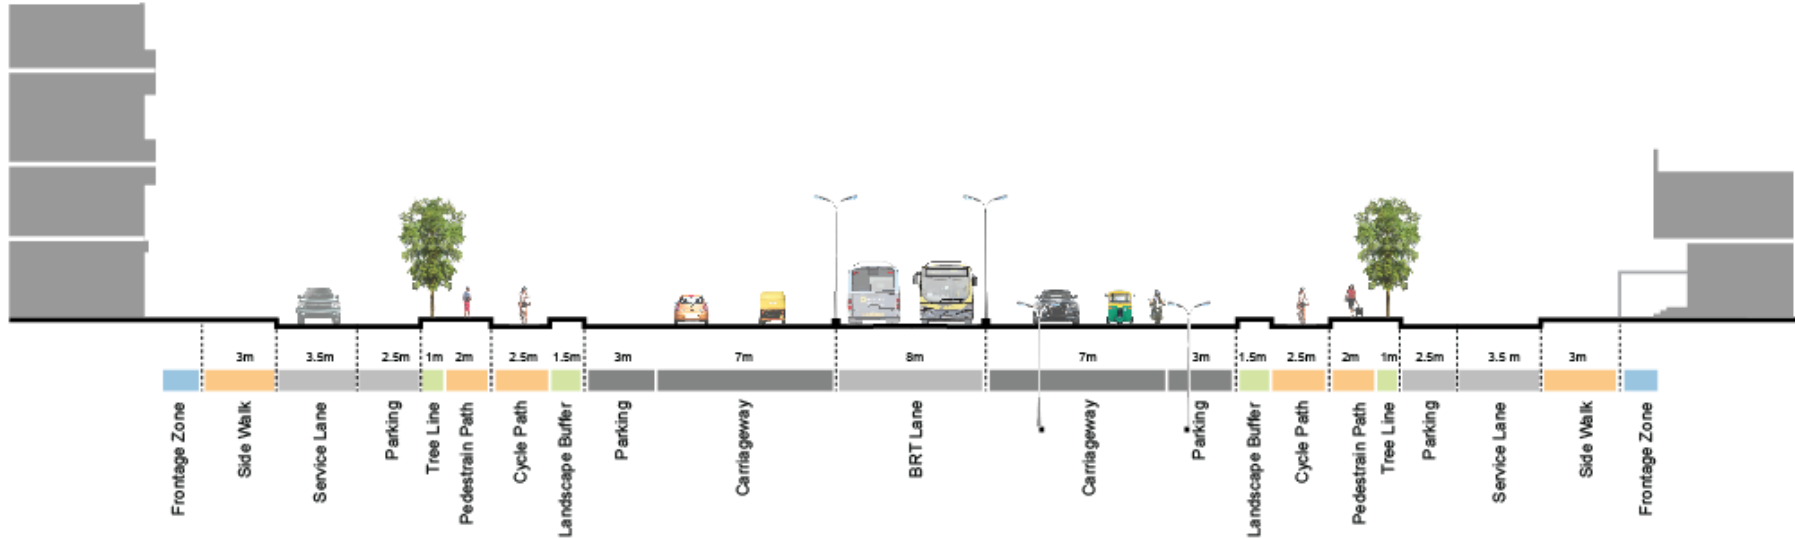 3m 3.5m 2.5m 1m 2m 2.5m 1.5m 3m 7m 8m 7m 3m 1.5m 2.5m 2m 1m 2.5m 3.5 m 3m
Frontage Zone
Side Walk
Service Lane
Parking
Tree Line
Pedestrain Path
Cycle Path
Landscape Buffer
Parking
Carriageway
BRT Lane
Carriageway
Parking
Landscape Buffer
Cycle Path
Pedestrain Path
Tree Line
Parking
Service Lane
Side Walk
Frontage Zone